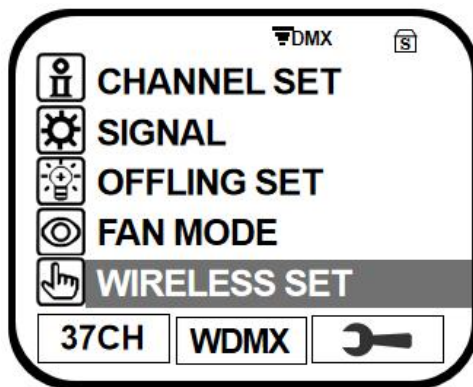 DMX S
CHANNEL SET
SIGNAL
OFFLING SET
FAN MODE
WIRELESS SET
37CH WDMX